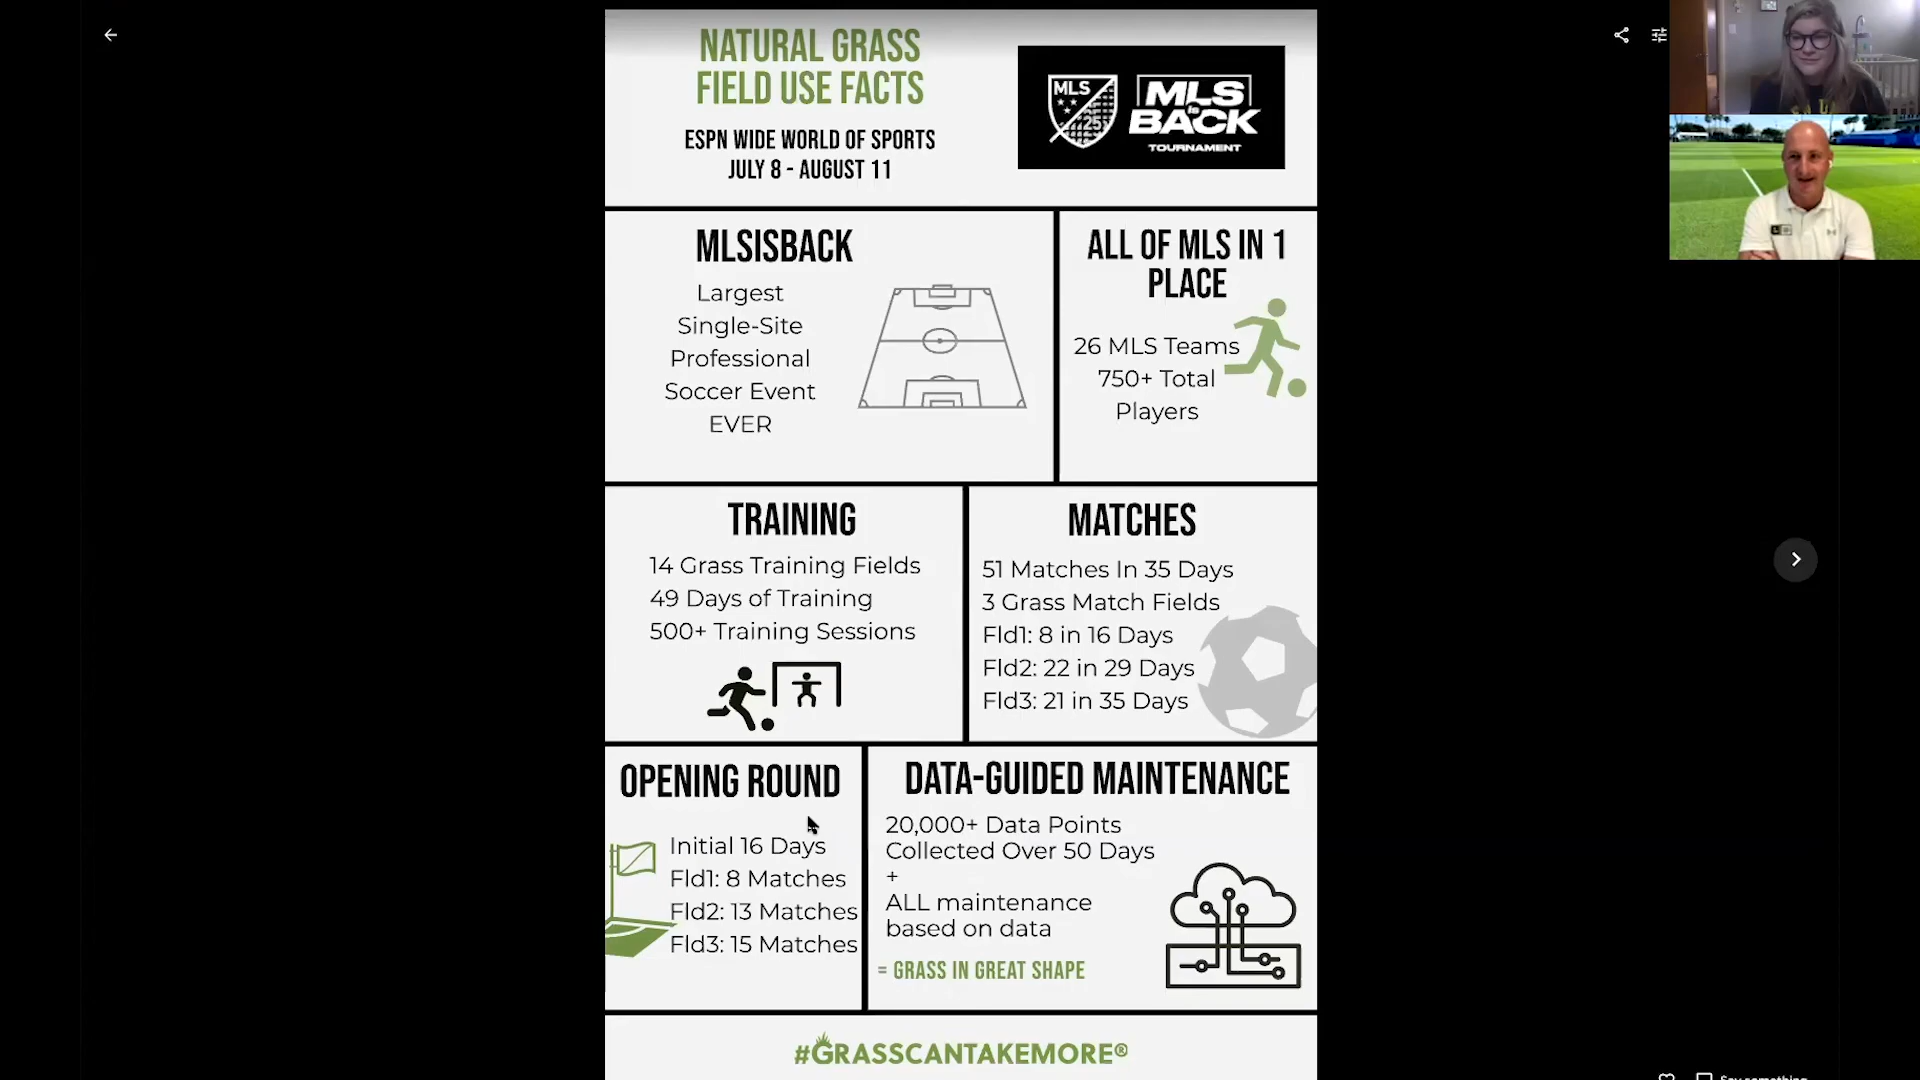 NATURAL GRASS
FIELD USE FACTS
ESPN WIDE WORLD OF SPORTS
JULY 8 - AUGUST 11
MLS
25
MLS
is
BACK
TOURNAMENT
MLSISBACK
Largest
Single-Site
Professional
Soccer Event
EVER
ALL OF MLS IN 1
PLACE
26 MLS Teams
750+ Total
Players
TRAINING
14 Grass Training Fields
49 Days of Training
500+ Training Sessions
MATCHES
51 Matches In 35 Days
3 Grass Match Fields
Fld1: 8 in 16 Days
Fld2: 22 in 29 Days
Fld3: 21 in 35 Days
OPENING ROUND
Initial 16 Days
Fld1: 8 Matches
Fld2: 13 Matches
Fld3: 15 Matches
DATA-GUIDED MAINTENANCE
20,000+ Data Points
Collected Over 50 Days
+
ALL maintenance
based on data
= GRASS IN GREAT SHAPE
#GRASSCANTAKEMORE®
Say something